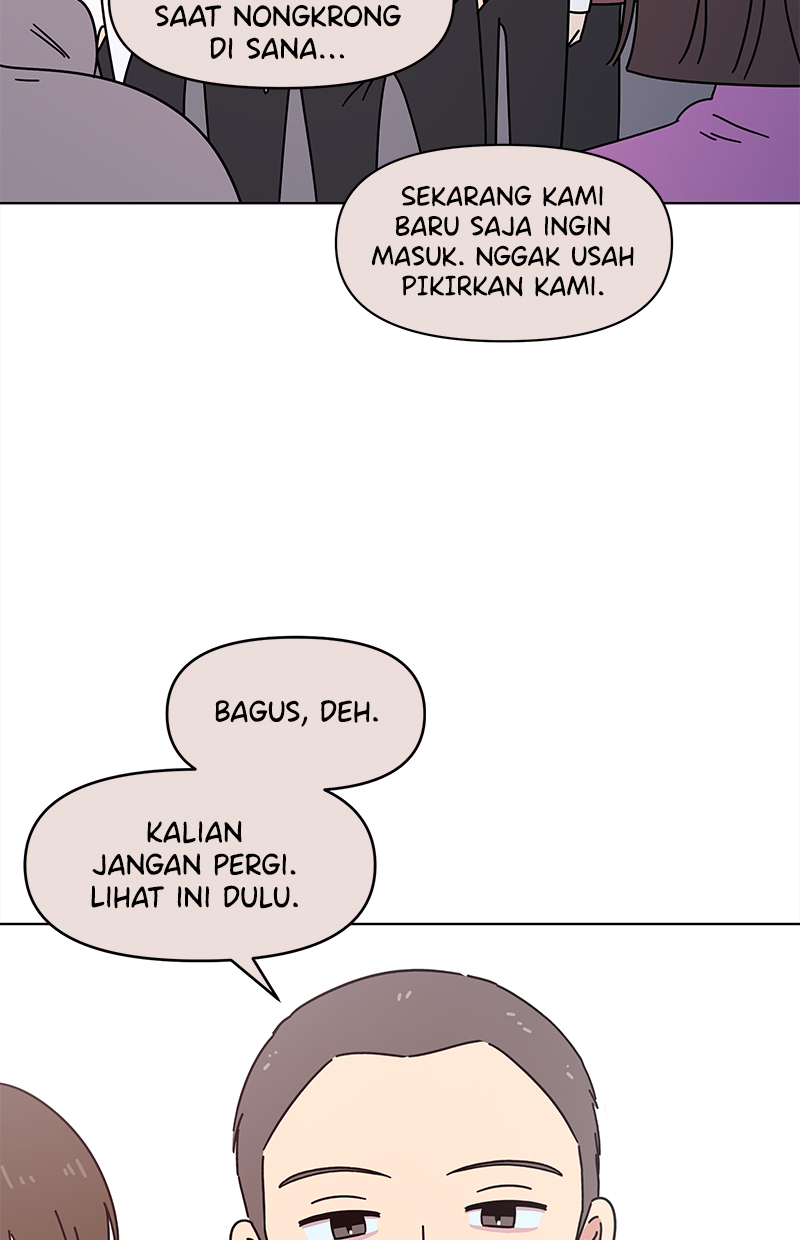 SAAT NONGKRONG
DI SANA...
SEKARANG KAMI
BARU SAJA INGIN
MASUK. NGGAK USAH
PIKIRKAN KAMI.
BAGUS, DEH.
KALIAN
JANGAN PERGI.
LIHAT INI DULU.